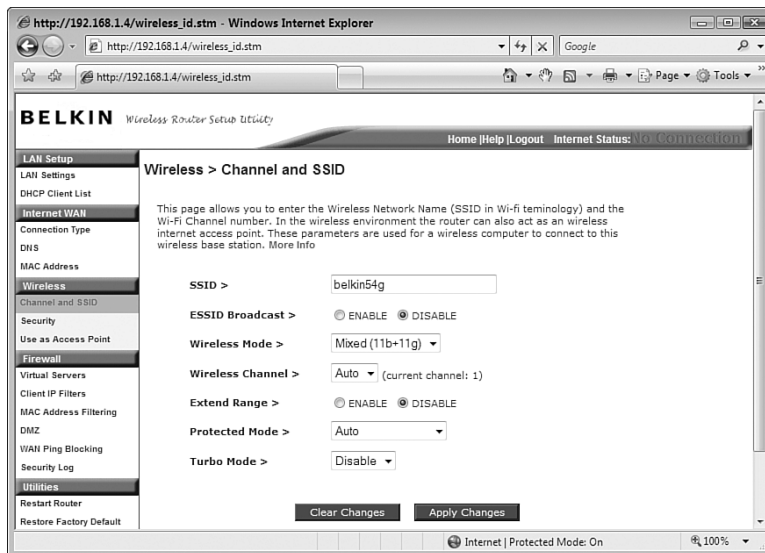 http://192.168.1.4/wireless_id.stm - Windows Internet Explorer
http://192.168.1.4/wireless_id.stm
Google
http://192.168.1.4/wireless_id.stm
Page
Tools
BELKIN Wireless Router Setup Utility
Home |Help |Logout Internet Status:No Connection
LAN Setup
LAN Settings
DHCP Client List
Internet WAN
Connection Type
DNS
MAC Address
Wireless
Channel and SSID
Security
Use as Access Point
Firewall
Virtual Servers
Client IP Filters
MAC Address Filtering
DMZ
WAN Ping Blocking
Security Log
Utilities
Restart Router
Restore Factory Default
Wireless > Channel and SSID
This page allows you to enter the Wireless Network Name (SSID in Wi-fi teminology) and the
Wi-Fi Channel number. In the wireless environment the router can also act as an wireless
internet access point. These parameters are used for a wireless computer to connect to this
wireless base station. More Info
SSID > belkin54g
ESSID Broadcast > ENABLE DISABLE
Wireless Mode > Mixed (11b+11g)
Wireless Channel > Auto (current channel: 1)
Extend Range > ENABLE DISABLE
Protected Mode > Auto
Turbo Mode > Disable
Clear Changes Apply Changes
Internet | Protected Mode: On
100%